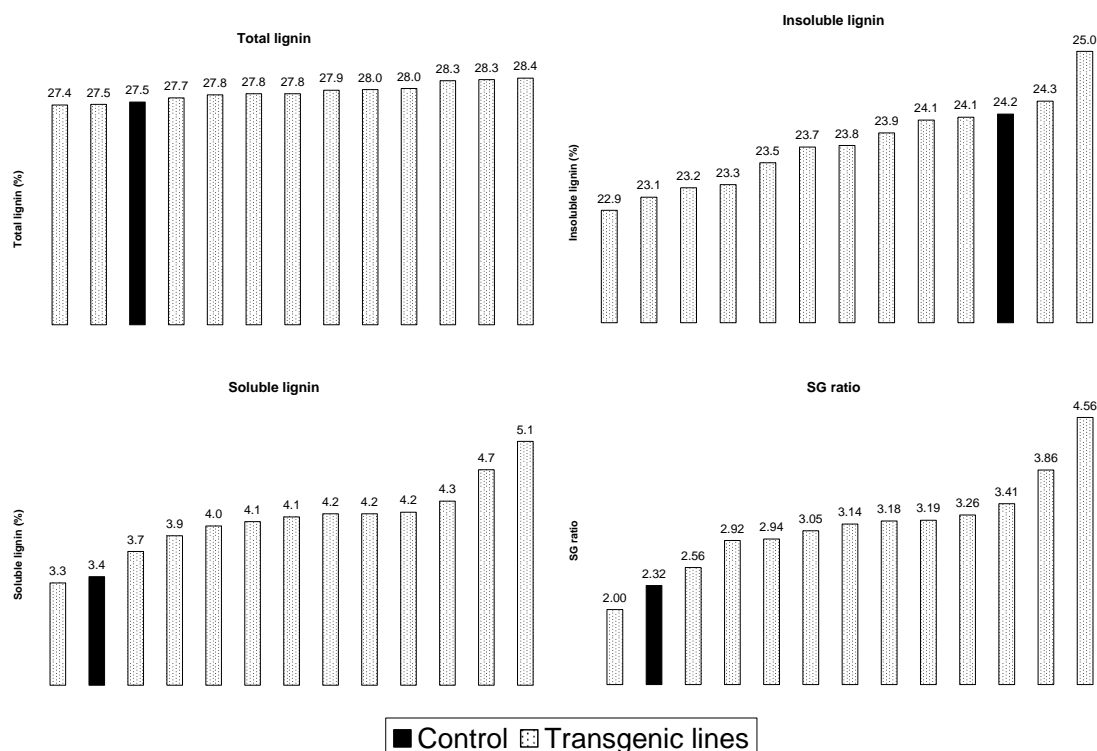 Total lignin
27.4 27.5 27.5 27.7 27.8 27.8 27.8 27.9 28.0 28.0 28.3 28.3 28.4
Total lignin (%)
Insoluble lignin
22.9 23.1 23.2 23.3 23.5 23.7 23.8 23.9 24.1 24.1 24.2 24.3 25.0
Insoluble lignin (%)
Soluble lignin
3.3 3.4 3.7 3.9 4.0 4.1 4.1 4.2 4.2 4.2 4.3 4.7 5.1
Soluble lignin (%)
SG ratio
2.00 2.32 2.56 2.92 2.94 3.05 3.14 3.18 3.19 3.26 3.41 3.86 4.56
SG ratio
Control Transgenic lines